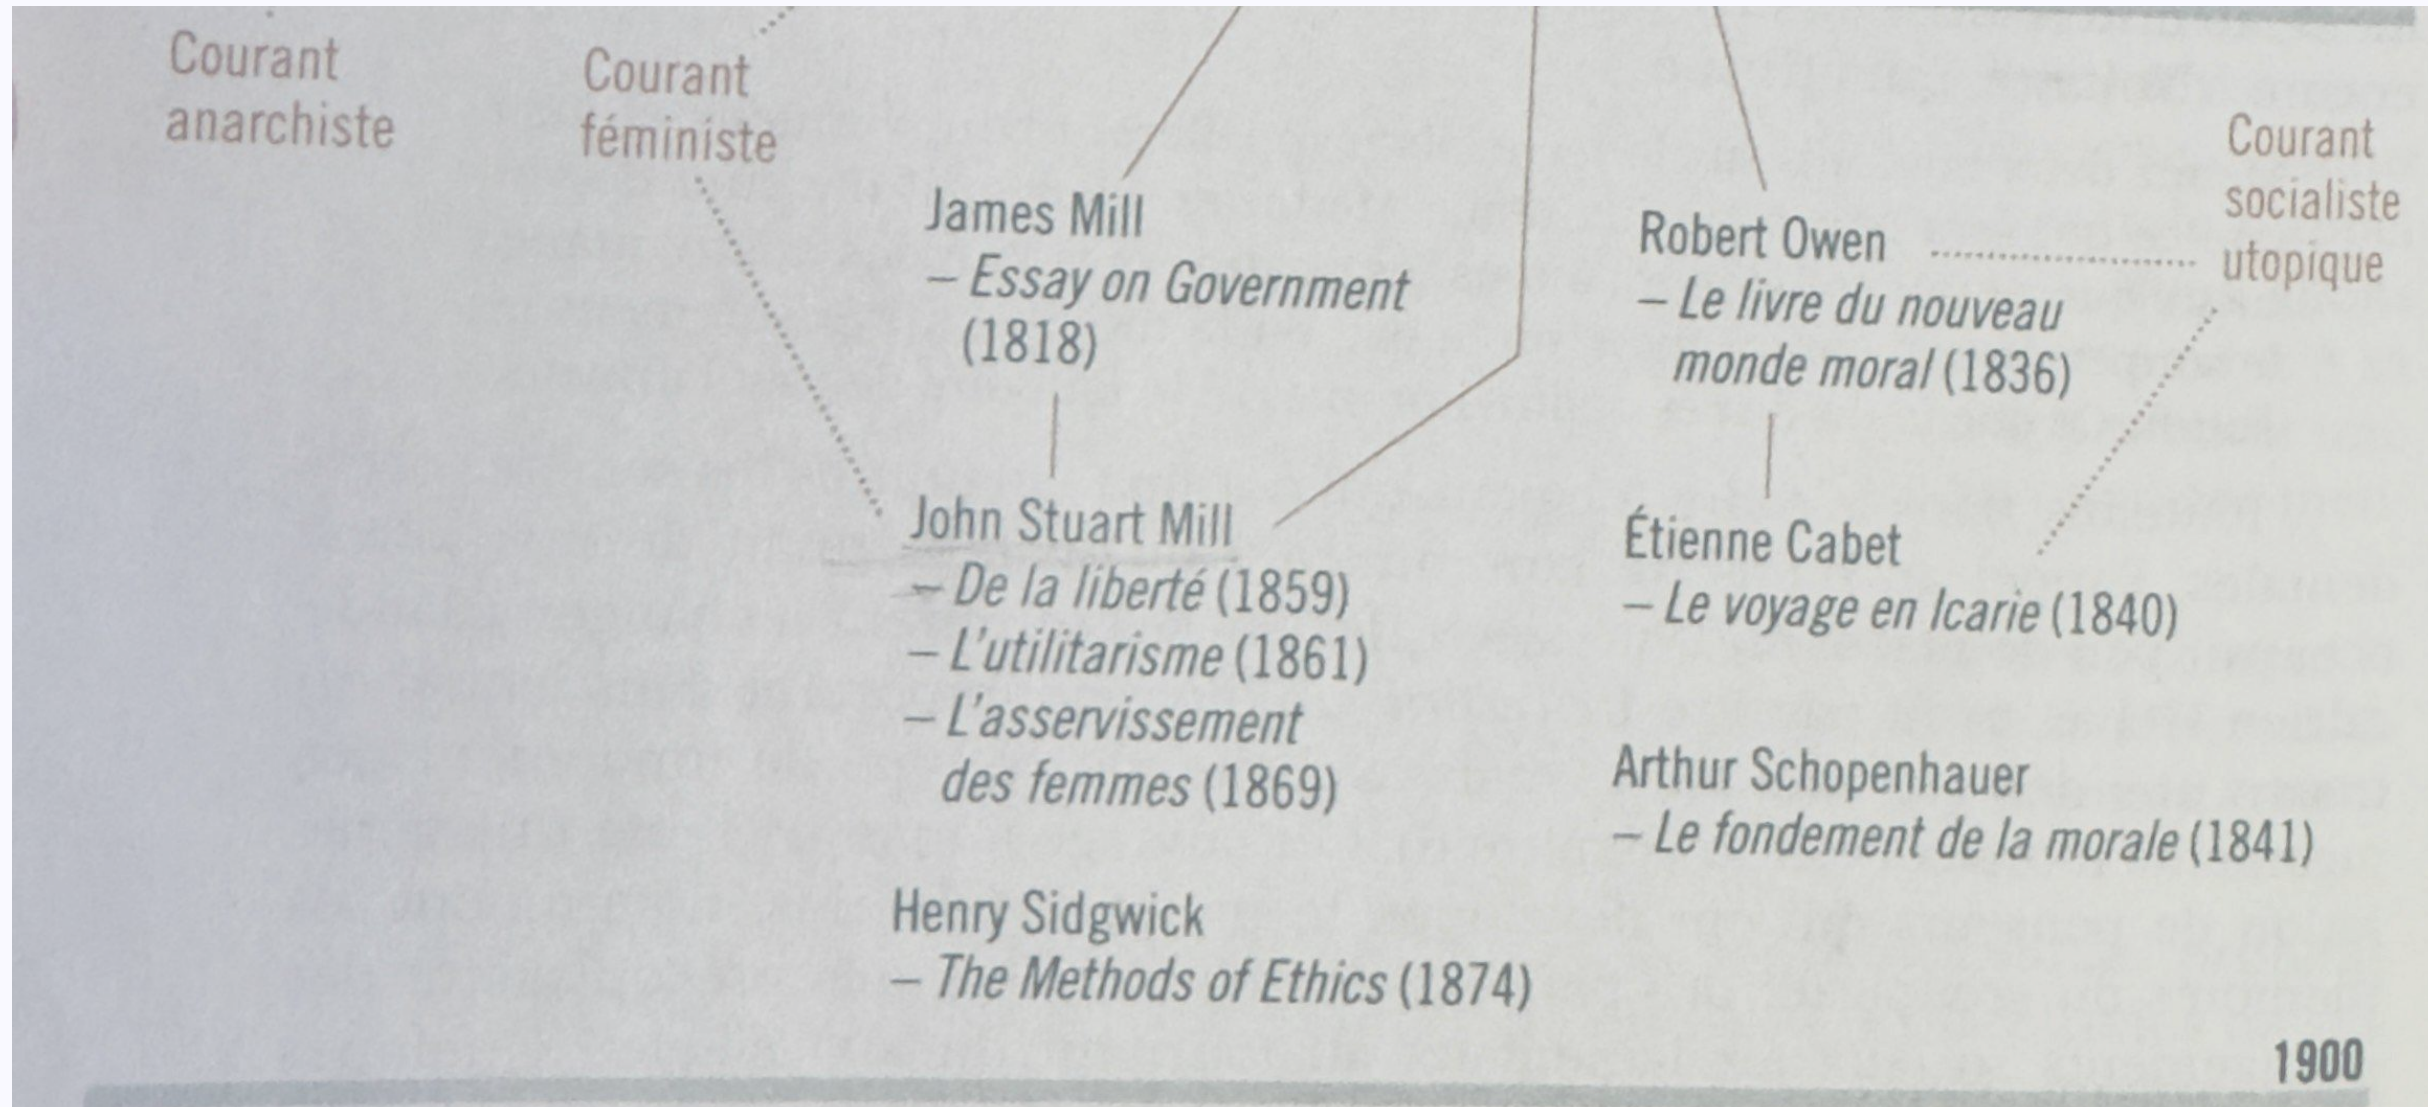 Courant
anarchiste
Courant
féministe
James Mill
– Essay on Government
(1818)
Robert Owen
– Le livre du nouveau
monde moral (1836)
Courant
socialiste
utopique
John Stuart Mill
– De la liberté (1859)
– L'utilitarisme (1861)
– L'asservissement
des femmes (1869)
Étienne Cabet
– Le voyage en Icarie (1840)
Arthur Schopenhauer
– Le fondement de la morale (1841)
Henry Sidgwick
– The Methods of Ethics (1874)
1900